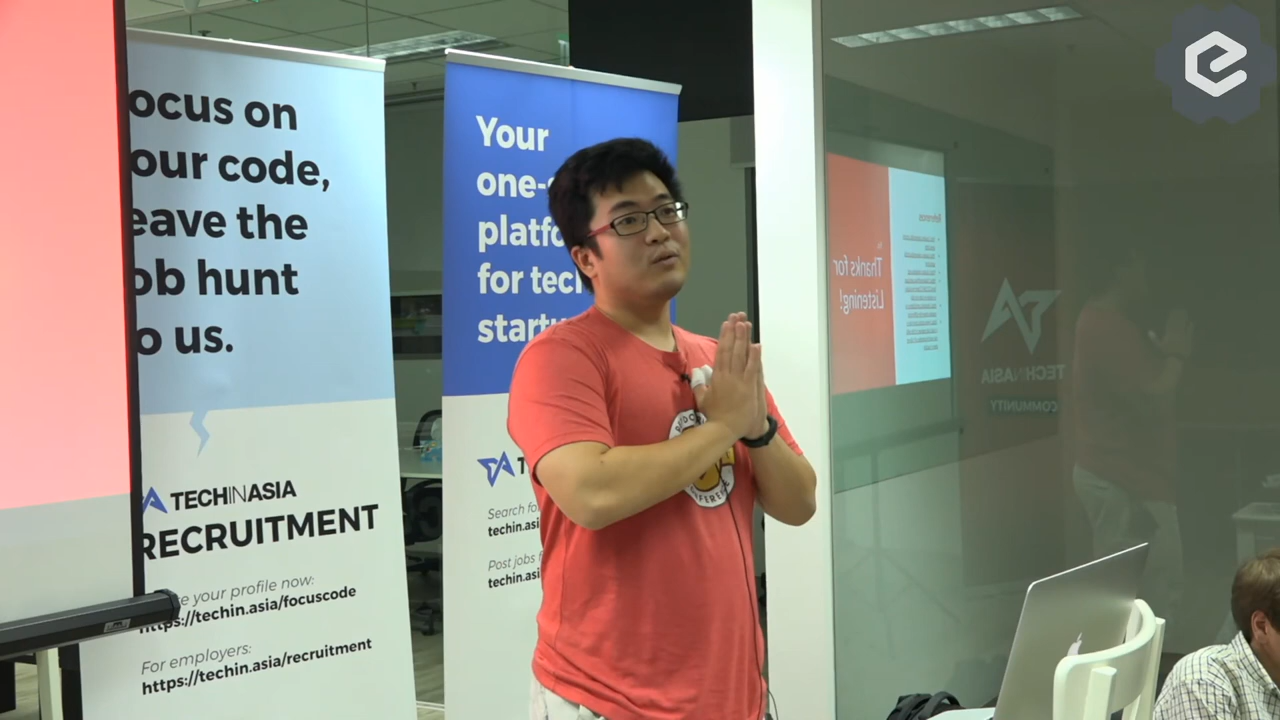 ocus on
our code,
eave the
ob hunt
o us.
TECHINASIA
RECRUITMENT
e your profile now:
https://techin.asia/focuscode
For employers:
https://techin.asia/recruitment
Your
one-
platfo
for tech
startu
Search fo
techin.asi
Post jobs f
techin.asi
CONFERENCE
Thanks for
Listening!
References
TECHINASIA
COMMUNITY